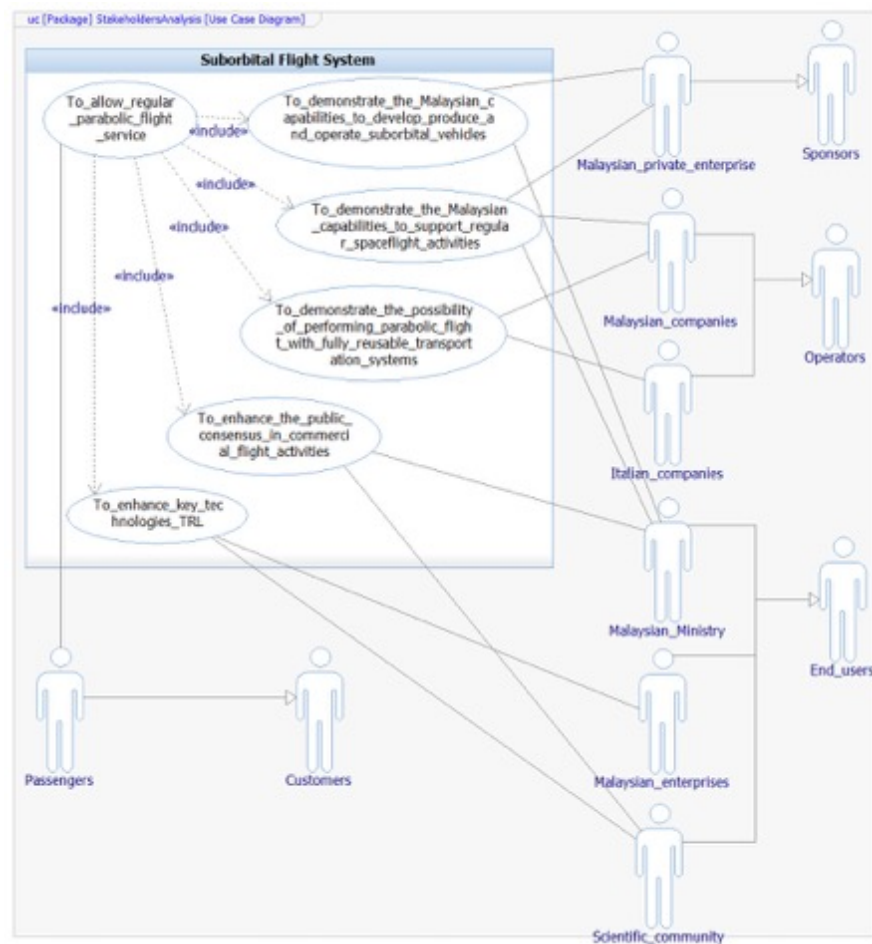 uc [Package] StakeholdersAnalysis [Use Case Diagram]
Suborbital Flight System
To_allow_regular
_parabolic_flight
_service
To_demonstrate_the_Malaysian_c
apabilities_to_develop_produce_a
nd_operate_suborbital_vehicles
«include»
«include»
To_demonstrate_the_Malaysian
_capabilities_to_support_regula
r_spaceflight_activities
«include»
«include»
«include»
To_demonstrate_the_possibility
_of_performing_parabolic_fligh
t_with_fully_reusable_transport
ation_systems
To_enhance_the_public_
consensus_in_commerci
al_flight_activities
To_enhance_key_tec
hnologies_TRL
Malaysian_private_enterprise
Sponsors
Malaysian_companies
Operators
Italian_companies
Malaysian_Ministry
End_users
Passengers
Customers
Malaysian_enterprises
Scientific_community